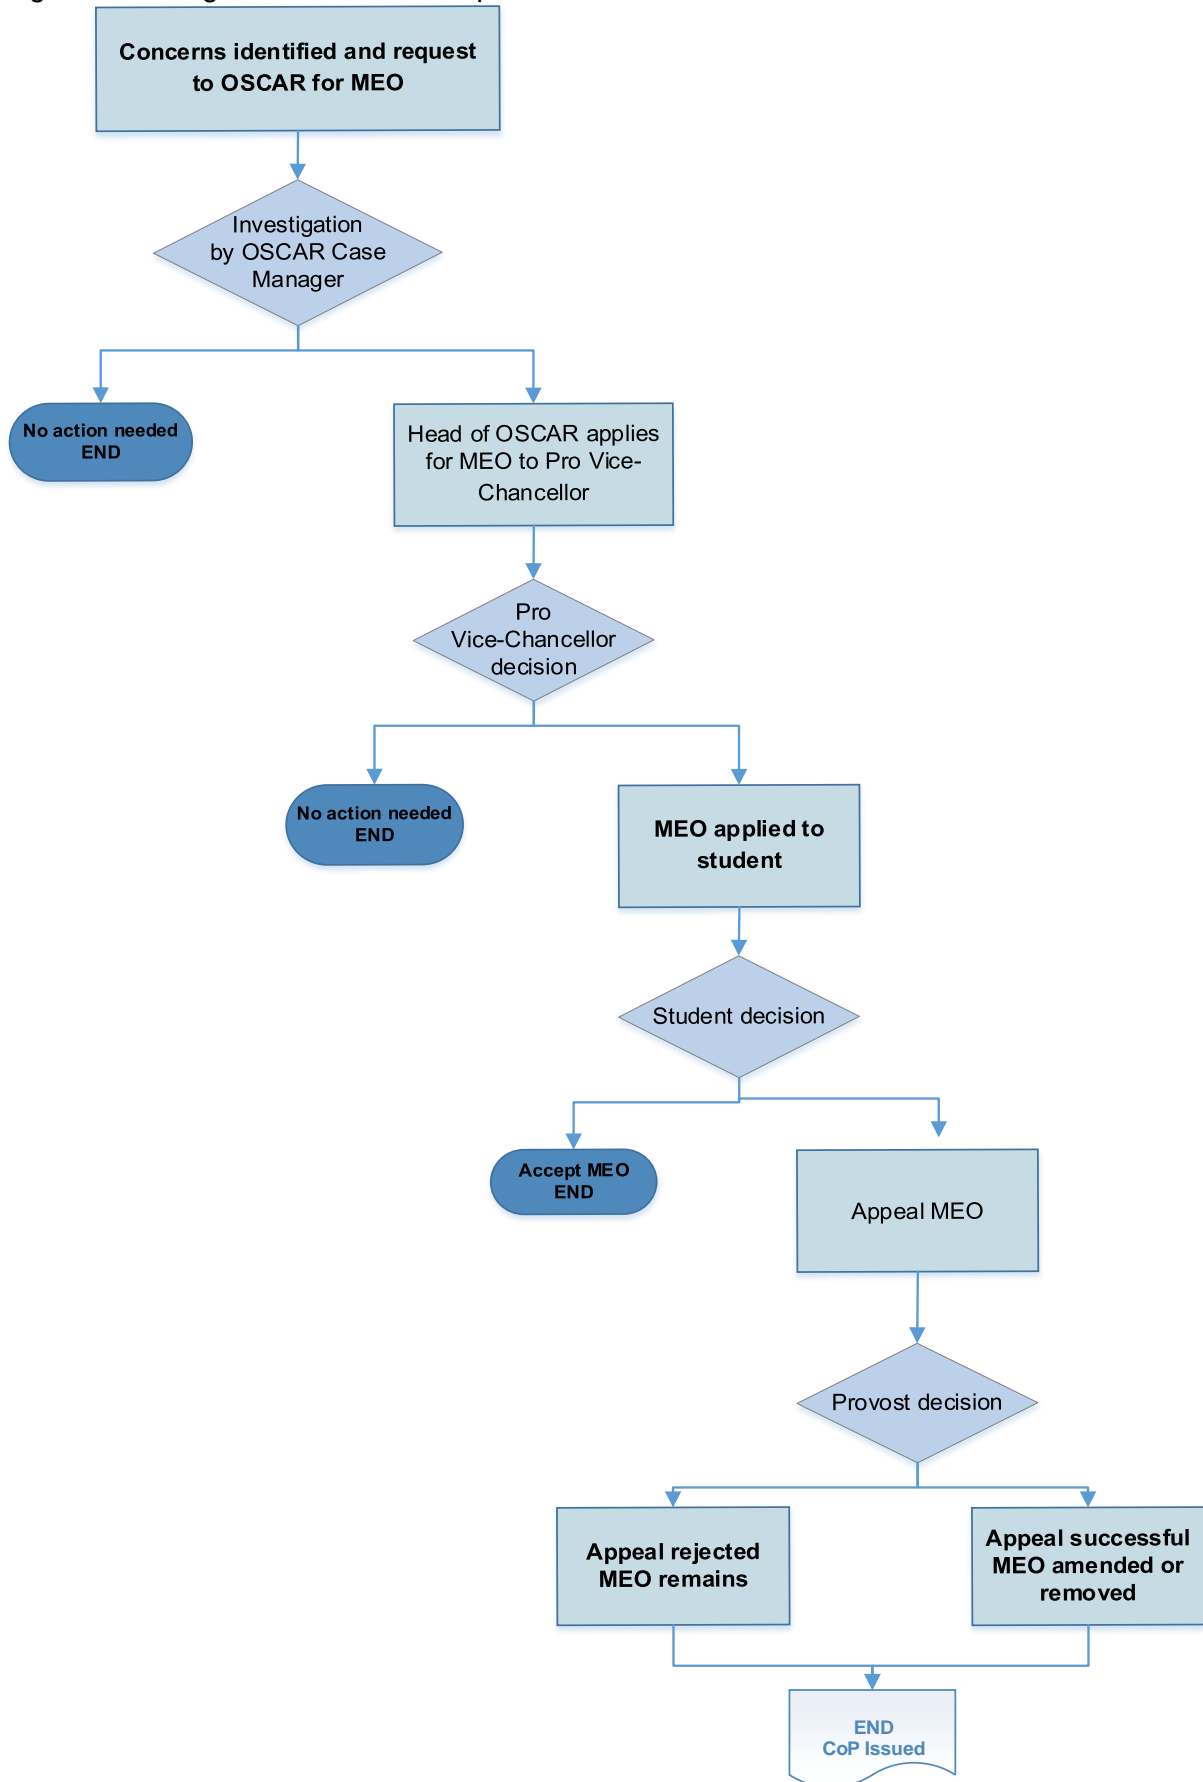 Concerns identified and request
to OSCAR for MEO
Investigation
by OSCAR Case
Manager
No action needed
END
Head of OSCAR applies
for MEO to Pro Vice-
Chancellor
Pro
Vice-Chancellor
decision
No action needed
END
MEO applied to
student
Student decision
Accept MEO
END
Appeal MEO
Provost decision
Appeal rejected
MEO remains
Appeal successful
MEO amended or
removed
END
CoP Issued